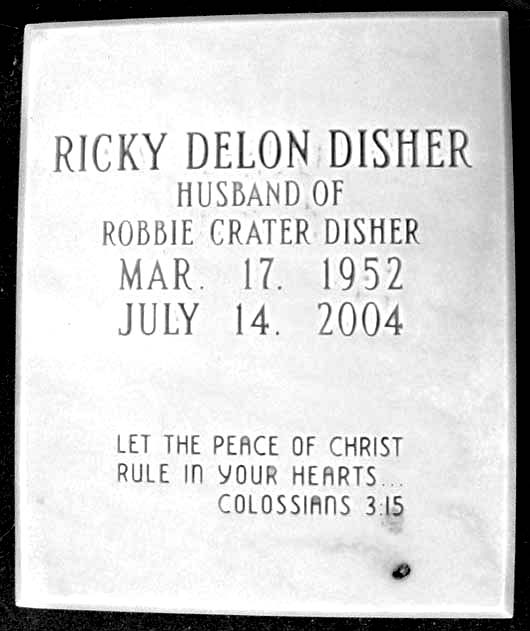 RICKY DELON DISHER
HUSBAND OF
ROBBIE CRATER DISHER
MAR. 17. 1952
JULY 14. 2004
LET THE PEACE OF CHRIST
RULE IN YOUR HEARTS...
COLOSSIANS 3:15